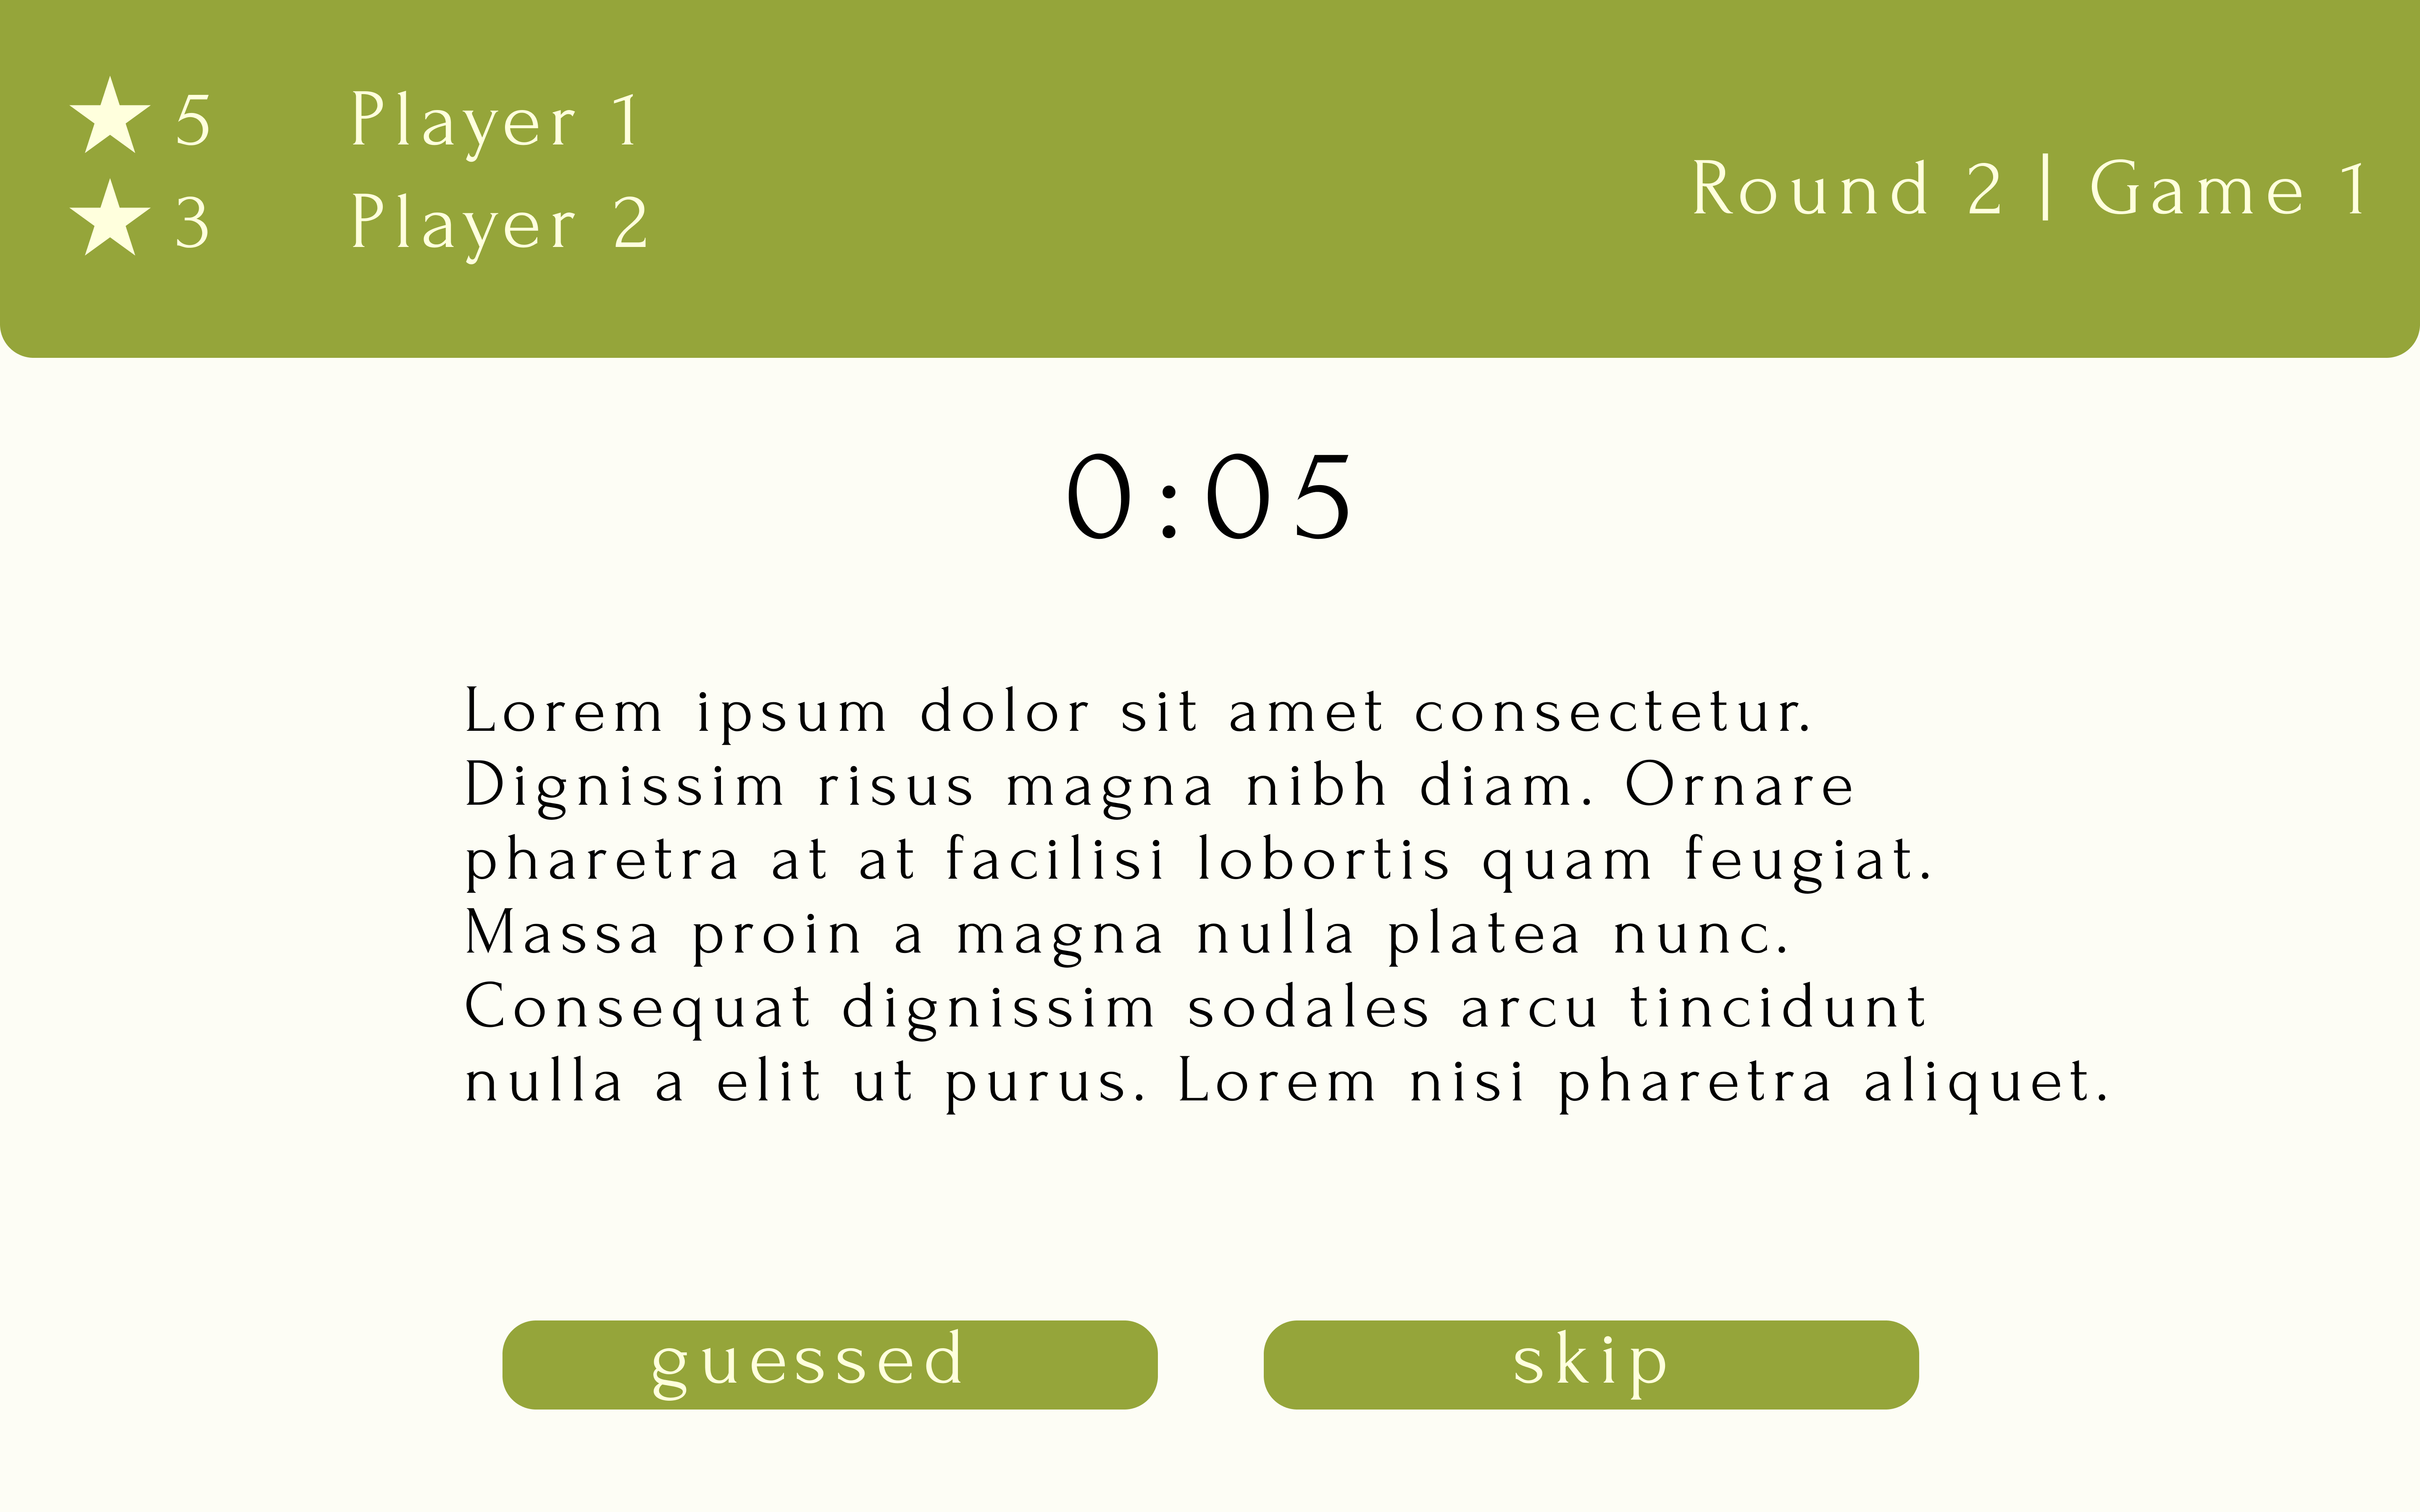 5 Player 1
3 Player 2
Round 2 | Game 1
0:05
Lorem ipsum dolor sit amet consectetur.
Dignissim risus magna nibh diam. Ornare
pharetra at at facilisi lobortis quam feugiat.
Massa proin a magna nulla platea nunc.
Consequat dignissim sodales arcu tincidunt
nulla a elit ut purus. Lorem nisi pharetra aliquet.
guessed
skip